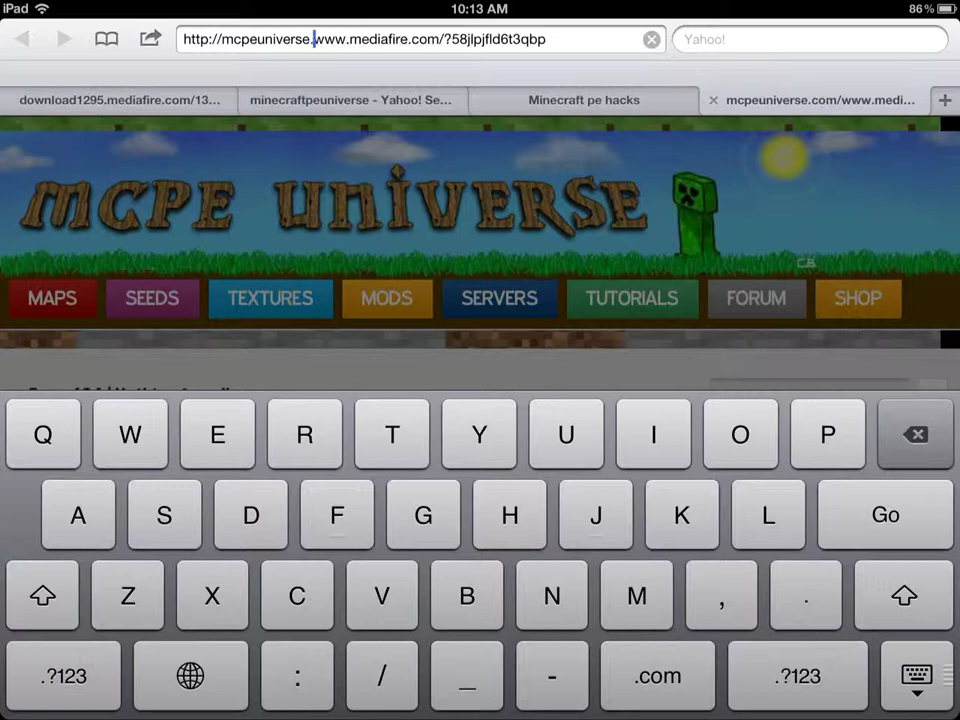 iPad 10:13 AM 86%
http://mcpeuniverse.www.mediafire.com/?58jlpjfld6t3qbp Yahoo!
download1295.mediafire.com/13... minecraftpeuniverse - Yahoo! Se... Minecraft pe hacks mcpeuniverse.com/www.medi...
MCPE UNIVERSE
CB
MAPS SEEDS TEXTURES MODS SERVERS TUTORIALS FORUM SHOP
Q W E R T Y U I O P
A S D F G H J K L Go
Z X C V B N M , .
.?123 : / _ - .com .?123